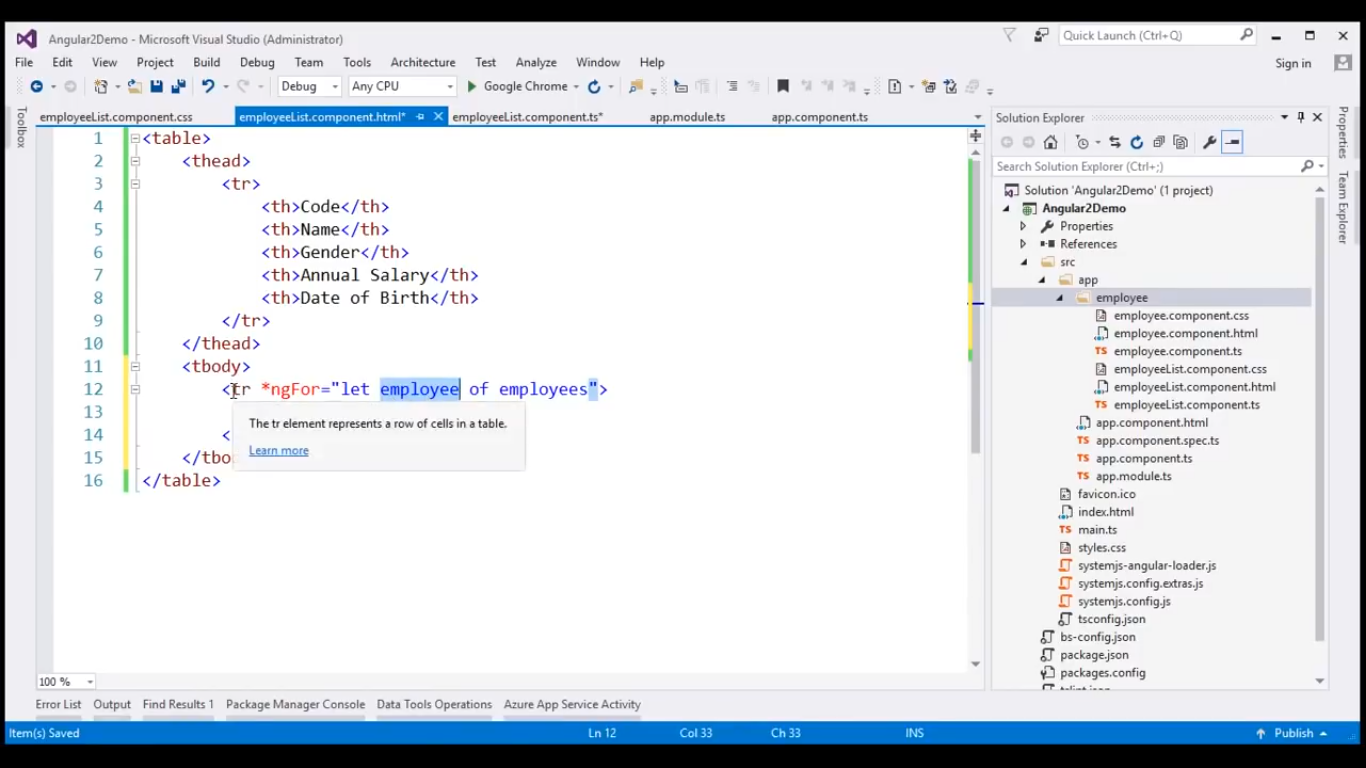 Angular2Demo - Microsoft Visual Studio (Administrator)
Quick Launch (Ctrl+Q)
File Edit View Project Build Debug Team Tools Architecture Test Analyze Window Help
Sign in
Debug Any CPU Google Chrome
Toolbox
employeeList.component.css employeeList.component.html* employeeList.component.ts* app.module.ts app.component.ts
1 <table>
2 <thead>
3 <tr>
4 <th>Code</th>
5 <th>Name</th>
6 <th>Gender</th>
7 <th>Annual Salary</th>
8 <th>Date of Birth</th>
9 </tr>
10 </thead>
11 <tbody>
12 <tr *ngFor="let employee of employees">
13
14 <
15 </tbo
16 </table>
The tr element represents a row of cells in a table.
Learn more
100 %
Solution Explorer
Search Solution Explorer (Ctrl+;)
Solution 'Angular2Demo' (1 project)
Angular2Demo
Properties
References
src
app
employee
employee.component.css
employee.component.html
TS employee.component.ts
employeeList.component.css
employeeList.component.html
TS employeeList.component.ts
app.component.html
TS app.component.spec.ts
TS app.component.ts
TS app.module.ts
favicon.ico
index.html
TS main.ts
styles.css
systemjs-angular-loader.js
systemjs.config.extras.js
systemjs.config.js
tsconfig.json
bs-config.json
package.json
packages.config
Properties
Team Explorer
Error List Output Find Results 1 Package Manager Console Data Tools Operations Azure App Service Activity
Item(s) Saved Ln 12 Col 33 Ch 33 INS Publish